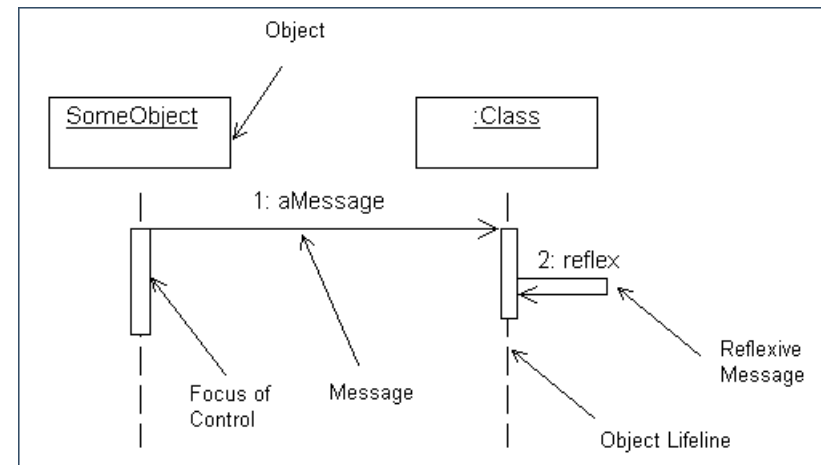 Object
SomeObject
:Class
1: aMessage
2: reflex
Reflexive
Message
Focus of
Control
Message
Object Lifeline